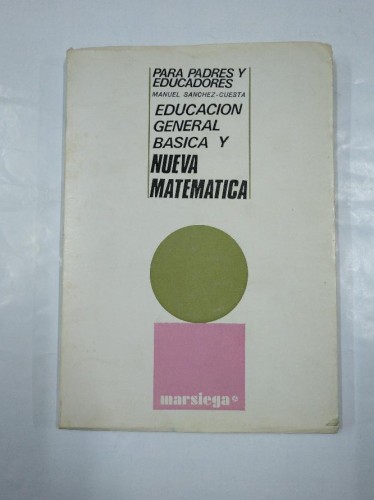 PARA PADRES Y
EDUCADORES
MANUEL SANCHEZ-CUESTA
EDUCACION
GENERAL
BASICA Y
NUEVA
MATEMATICA
marsiega